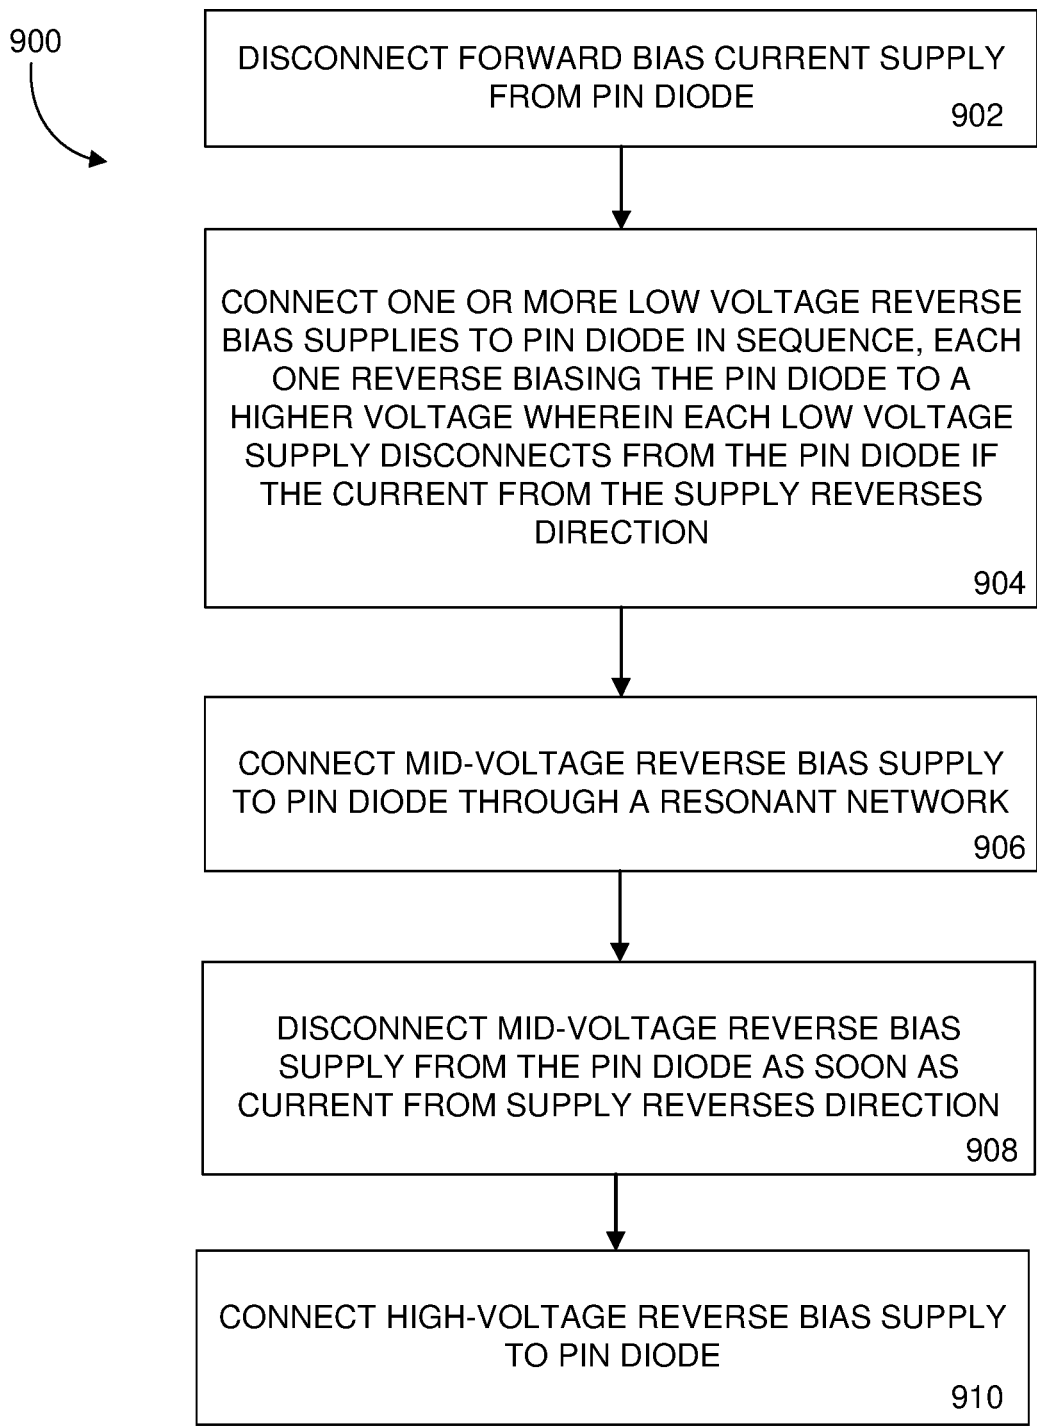 900
DISCONNECT FORWARD BIAS CURRENT SUPPLY
FROM PIN DIODE
902
CONNECT ONE OR MORE LOW VOLTAGE REVERSE
BIAS SUPPLIES TO PIN DIODE IN SEQUENCE, EACH
ONE REVERSE BIASING THE PIN DIODE TO A
HIGHER VOLTAGE WHEREIN EACH LOW VOLTAGE
SUPPLY DISCONNECTS FROM THE PIN DIODE IF
THE CURRENT FROM THE SUPPLY REVERSES
DIRECTION
904
CONNECT MID-VOLTAGE REVERSE BIAS SUPPLY
TO PIN DIODE THROUGH A RESONANT NETWORK
906
DISCONNECT MID-VOLTAGE REVERSE BIAS
SUPPLY FROM THE PIN DIODE AS SOON AS
CURRENT FROM SUPPLY REVERSES DIRECTION
908
CONNECT HIGH-VOLTAGE REVERSE BIAS SUPPLY
TO PIN DIODE
910